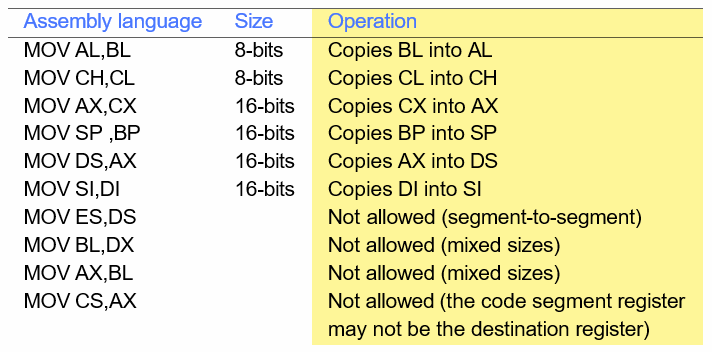 Assembly language Size Operation
MOV AL,BL 8-bits Copies BL into AL
MOV CH,CL 8-bits Copies CL into CH
MOV AX,CX 16-bits Copies CX into AX
MOV SP ,BP 16-bits Copies BP into SP
MOV DS,AX 16-bits Copies AX into DS
MOV SI,DI 16-bits Copies DI into SI
MOV ES,DS Not allowed (segment-to-segment)
MOV BL,DX Not allowed (mixed sizes)
MOV AX,BL Not allowed (mixed sizes)
MOV CS,AX Not allowed (the code segment register
may not be the destination register)